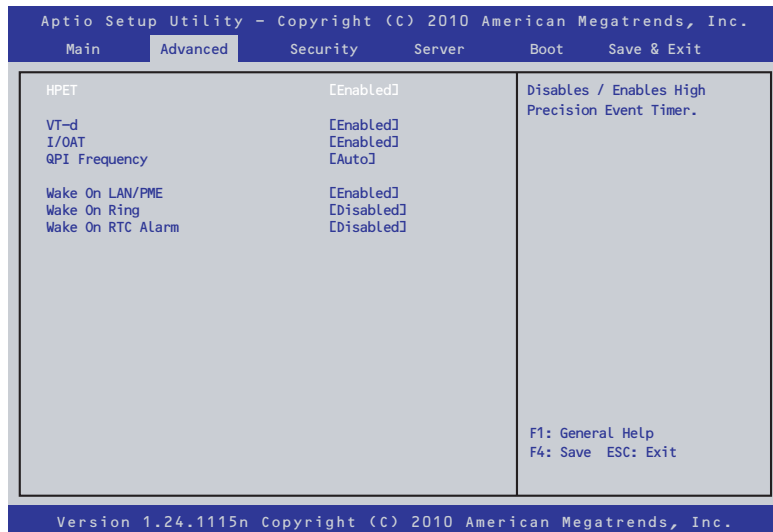 Aptio Setup Utility – Copyright (C) 2010 American Megatrends, Inc.
Main Advanced Security Server Boot Save & Exit
HPET [Enabled]
VT-d [Enabled]
I/OAT [Enabled]
QPI Frequency [Auto]
Wake On LAN/PME [Enabled]
Wake On Ring [Disabled]
Wake On RTC Alarm [Disabled]
Disables / Enables High
Precision Event Timer.
F1: General Help
F4: Save ESC: Exit
Version 1.24.1115n Copyright (C) 2010 American Megatrends, Inc.